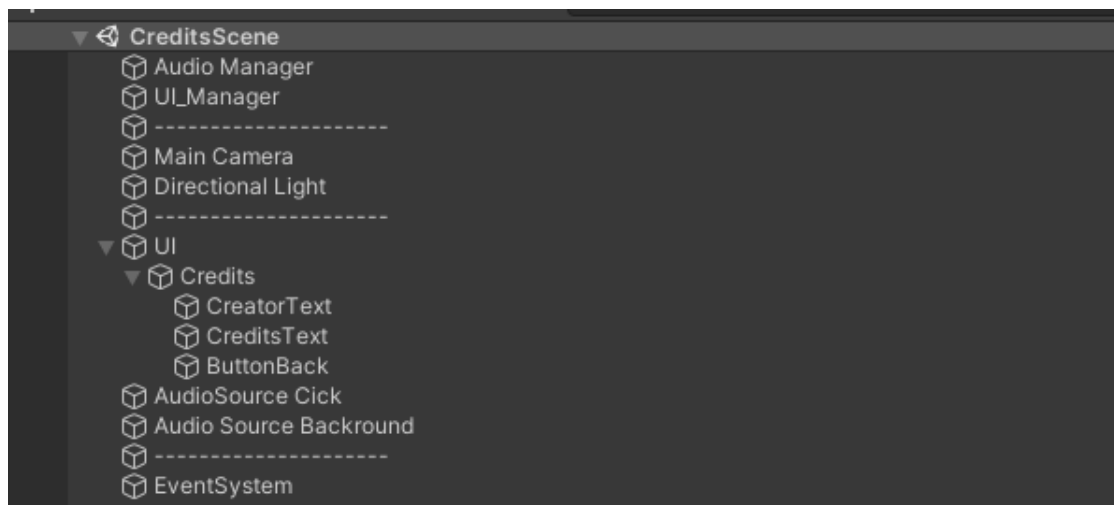 CreditsScene
Audio Manager
UI_Manager
---------------------
Main Camera
Directional Light
---------------------
UI
Credits
CreatorText
CreditsText
ButtonBack
AudioSource Cick
Audio Source Backround
---------------------
EventSystem